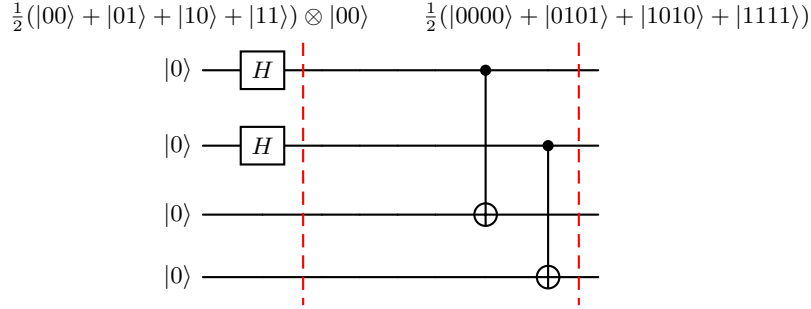 ½(|00⟩ + |01⟩ + |10⟩ + |11⟩) ⊗ |00⟩
½(|0000⟩ + |0101⟩ + |1010⟩ + |1111⟩)
|0⟩ H
|0⟩ H
|0⟩
|0⟩